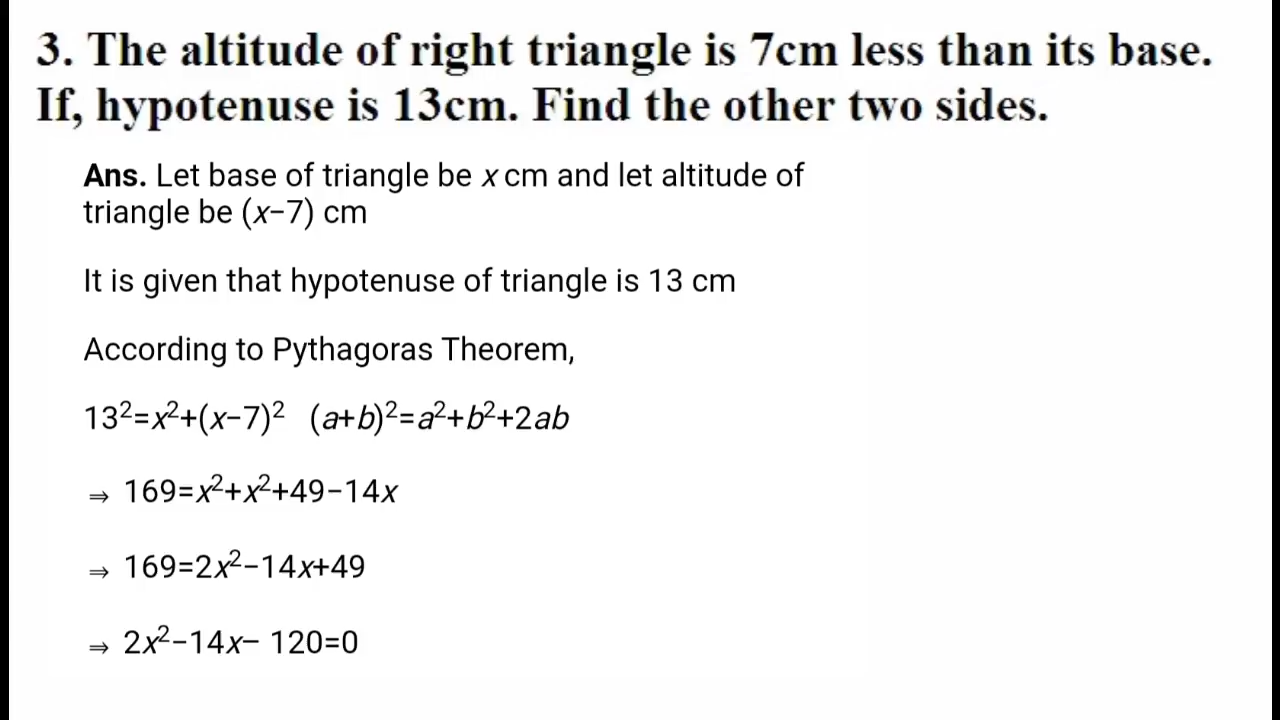 3. The altitude of right triangle is 7cm less than its base.
If, hypotenuse is 13cm. Find the other two sides.
Ans. Let base of triangle be x cm and let altitude of
triangle be (x−7) cm
It is given that hypotenuse of triangle is 13 cm
According to Pythagoras Theorem,
13²=x²+(x−7)² (a+b)²=a²+b²+2ab
⇒ 169=x²+x²+49−14x
⇒ 169=2x²−14x+49
⇒ 2x²−14x− 120=0